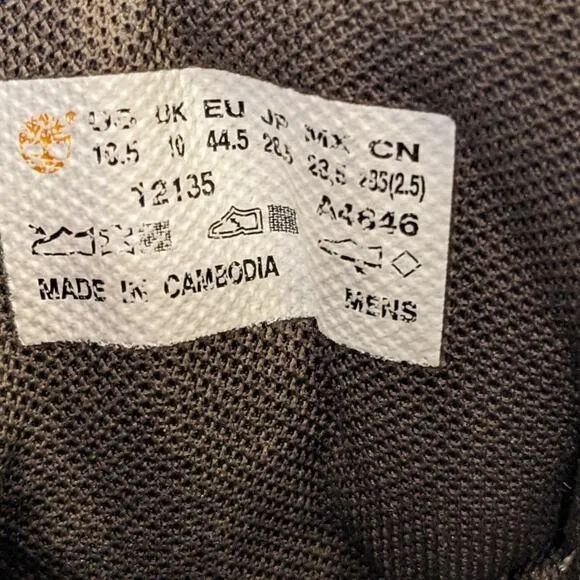 US UK EU JP MX CN
10.5 10 44.5 28.5 28.5 285(2.5)
12135 A4846
MADE IN CAMBODIA MENS